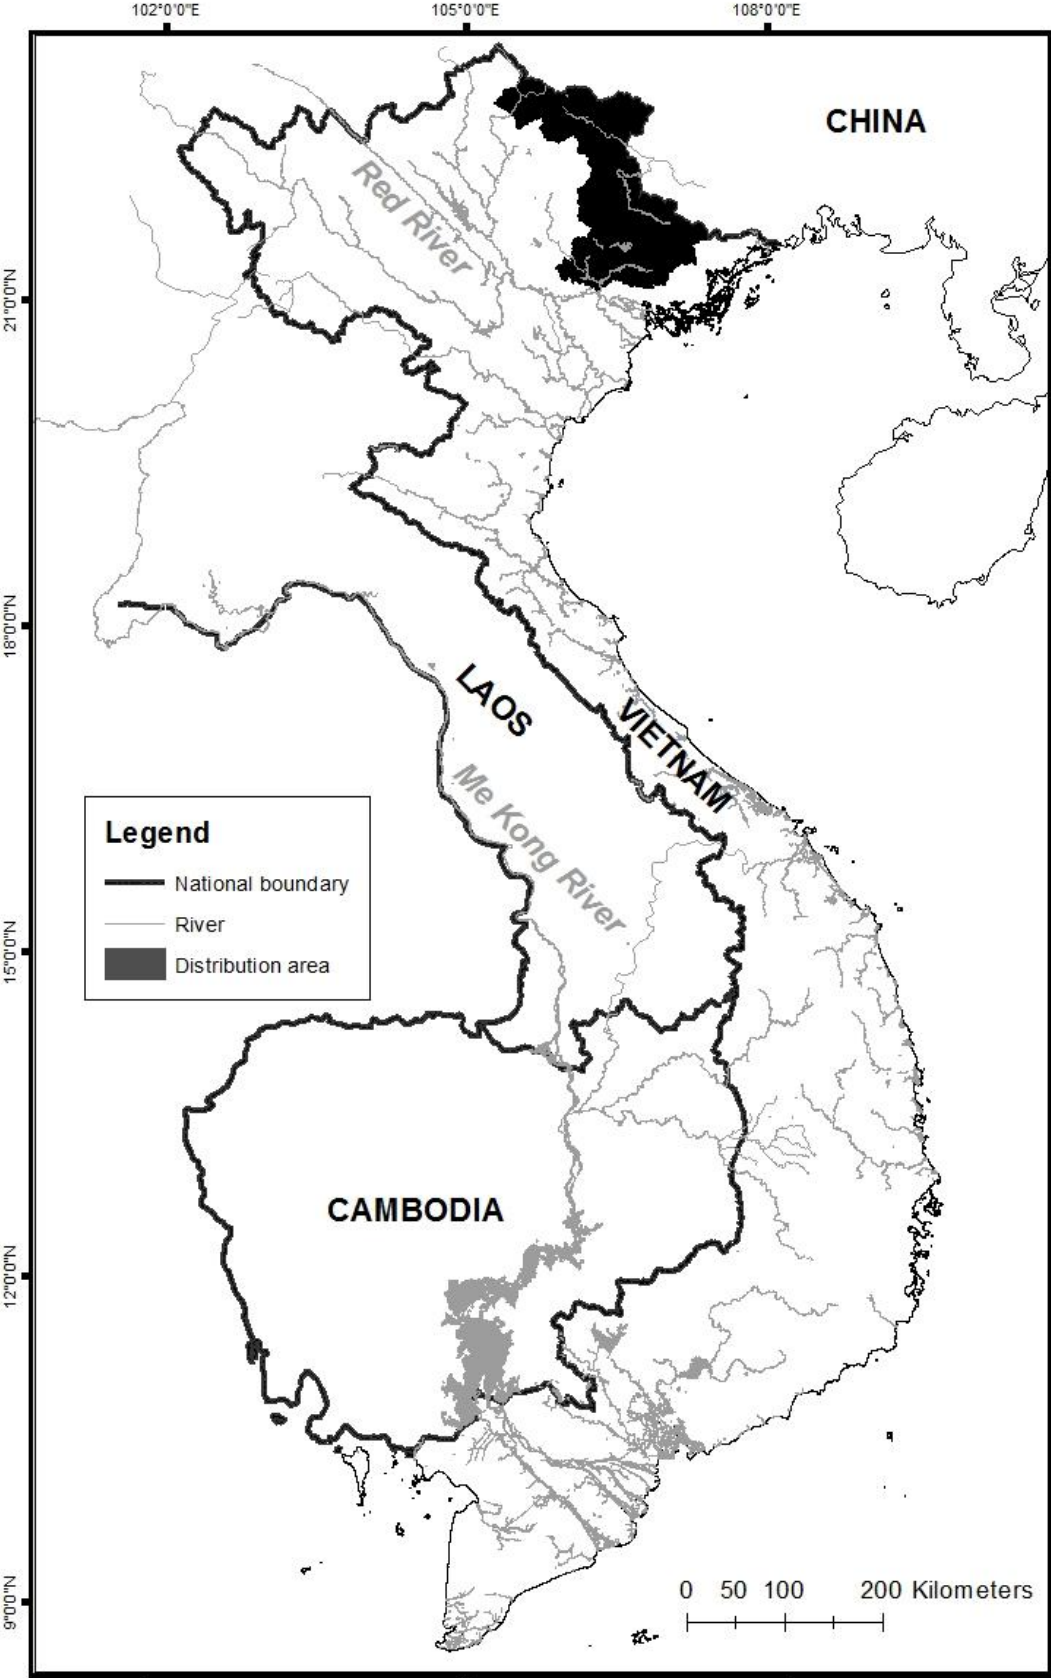 102°0'0"E 105°0'0"E 108°0'0"E
CHINA
Red River
21°0'0"N
18°0'0"N
LAOS
VIETNAM
Me Kong River
Legend
National boundary
River
Distribution area
15°0'0"N
CAMBODIA
12°0'0"N
9°0'0"N
0 50 100 200 Kilometers